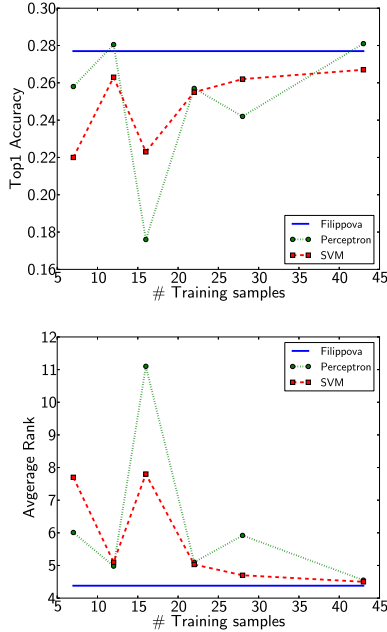 0.30
0.28
0.26
0.24
0.22
0.20
0.18
0.16
Top1 Accuracy
Filippova
Perceptron
SVM
5 10 15 20 25 30 35 40 45
# Training samples
12
11
10
9
8
7
6
5
4
Avgerage Rank
Filippova
Perceptron
SVM
5 10 15 20 25 30 35 40 45
# Training samples